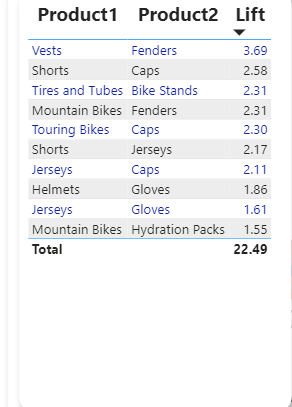 Product1 Product2 Lift
Vests Fenders 3.69
Shorts Caps 2.58
Tires and Tubes Bike Stands 2.31
Mountain Bikes Fenders 2.31
Touring Bikes Caps 2.30
Shorts Jerseys 2.17
Jerseys Caps 2.11
Helmets Gloves 1.86
Jerseys Gloves 1.61
Mountain Bikes Hydration Packs 1.55
Total 22.49